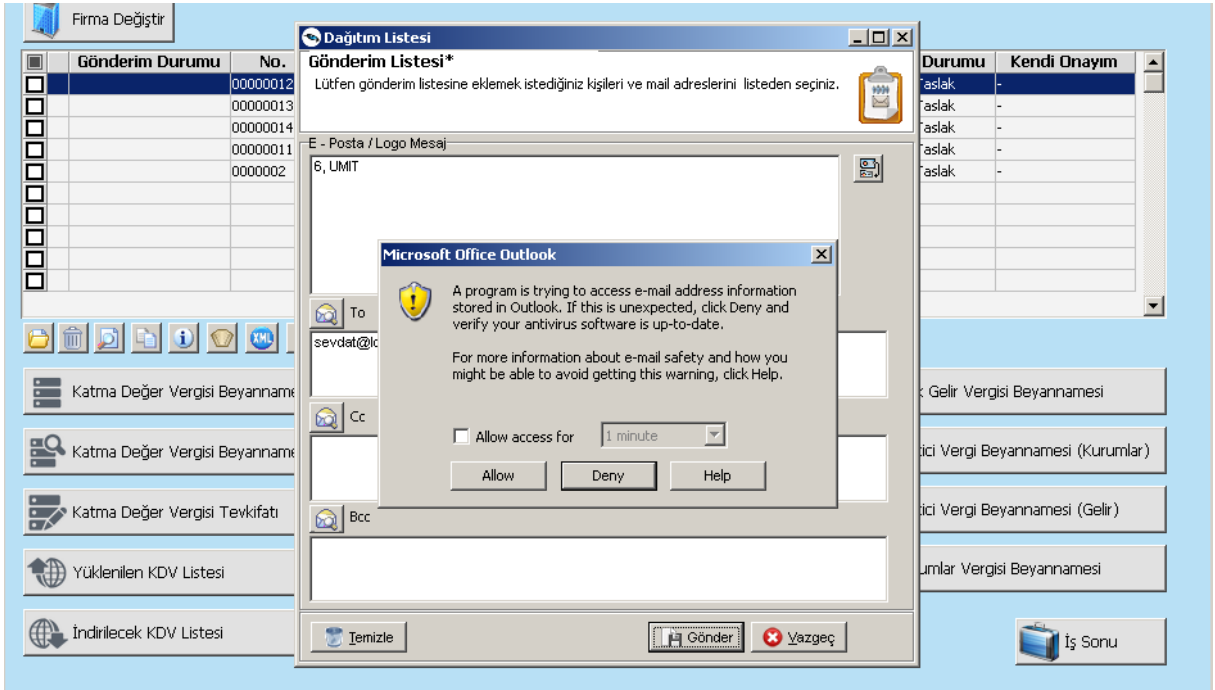 Firma Değiştir
Gönderim Durumu No.
00000012
00000013
00000014
00000011
0000002
Durumu Kendi Onayım
Taslak -
Taslak -
Taslak -
Taslak -
Taslak -
XML
Katma Değer Vergisi
Katma Değer Vergisi
Katma Değer Vergisi Tevkifatı
Yüklenilen KDV Listesi
İndirilecek KDV Listesi
Dağıtım Listesi
Gönderim Listesi*
Lütfen gönderim listesine eklemek istediğiniz kişileri ve mail adreslerini listeden seçiniz.
E - Posta / Logo Mesaj
6, UMIT
To
Cc
Bcc
Temizle
Gönder
Vazgeç
Microsoft Office Outlook
A program is trying to access e-mail address information
stored in Outlook. If this is unexpected, click Deny and
verify your antivirus software is up-to-date.
For more information about e-mail safety and how you
might be able to avoid getting this warning, click Help.
Allow access for 1 minute
Allow Deny Help
Gelir Vergisi Beyannamesi
Vergi Beyannamesi (Kurumlar)
Vergi Beyannamesi (Gelir)
Vergisi Beyannamesi
İş Sonu